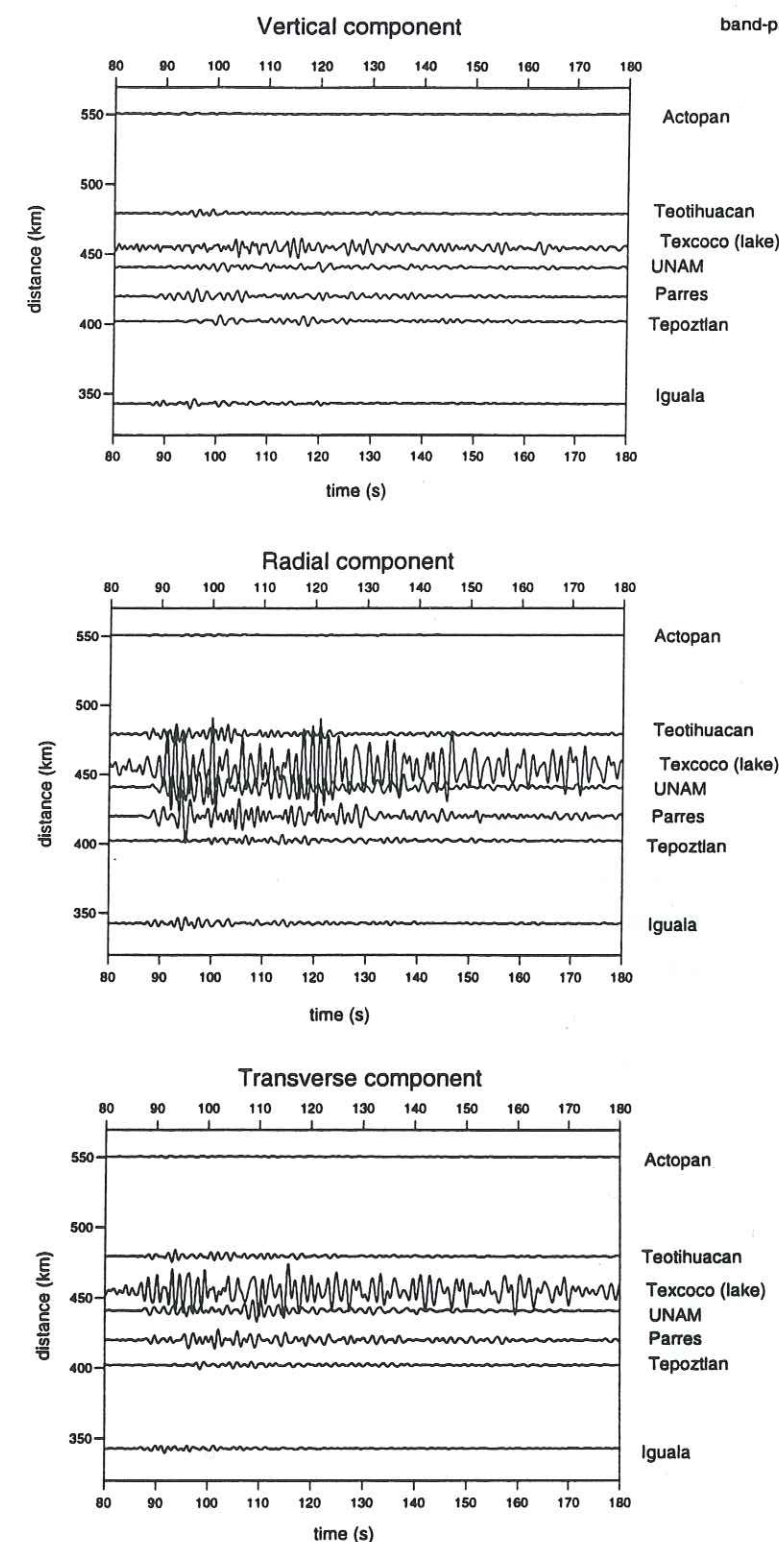 Vertical component
band-p
80 90 100 110 120 130 140 150 160 170 180
550
Actopan
500
Teotihuacan
450
Texcoco (lake)
UNAM
Parres
400
Tepoztlan
350
Iguala
distance (km)
80 90 100 110 120 130 140 150 160 170 180
time (s)
Radial component
80 90 100 110 120 130 140 150 160 170 180
550
Actopan
500
Teotihuacan
450
Texcoco (lake)
UNAM
Parres
400
Tepoztlan
350
Iguala
distance (km)
80 90 100 110 120 130 140 150 160 170 180
time (s)
Transverse component
80 90 100 110 120 130 140 150 160 170 180
550
Actopan
500
Teotihuacan
450
Texcoco (lake)
UNAM
Parres
400
Tepoztlan
350
Iguala
distance (km)
80 90 100 110 120 130 140 150 160 170 180
time (s)